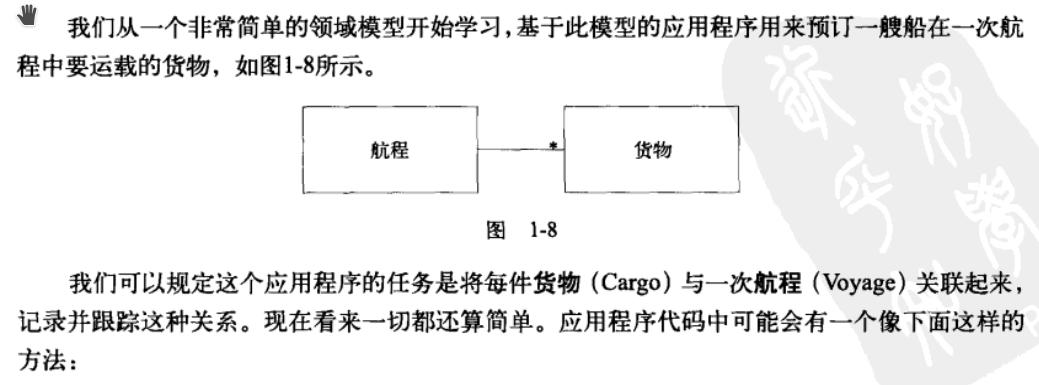 我们从一个非常简单的领域模型开始学习，基于此模型的应用程序用来预订一艘船在一次航
程中要运载的货物，如图1-8所示。
航程
*
货物
图 1-8
我们可以规定这个应用程序的任务是将每件货物（Cargo）与一次航程（Voyage）关联起来，
记录并跟踪这种关系。现在看来一切都还算简单。应用程序代码中可能会有一个像下面这样的
方法：